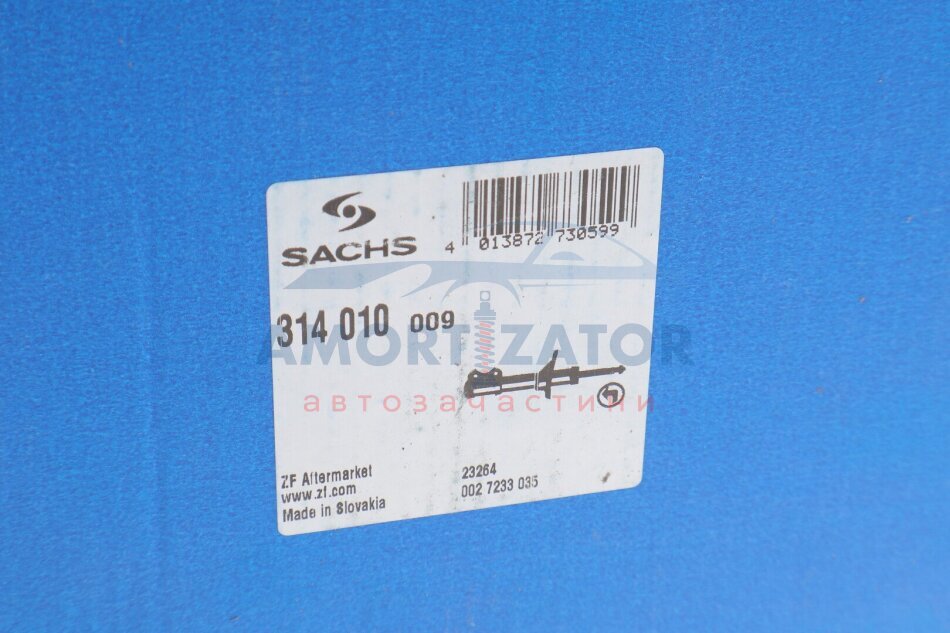 SACHS
4 013872 730599
314 010 009
AMORTIZATOR
автозачастини
ZF Aftermarket
www.zf.com
Made in Slovakia
23264
002 7233 035